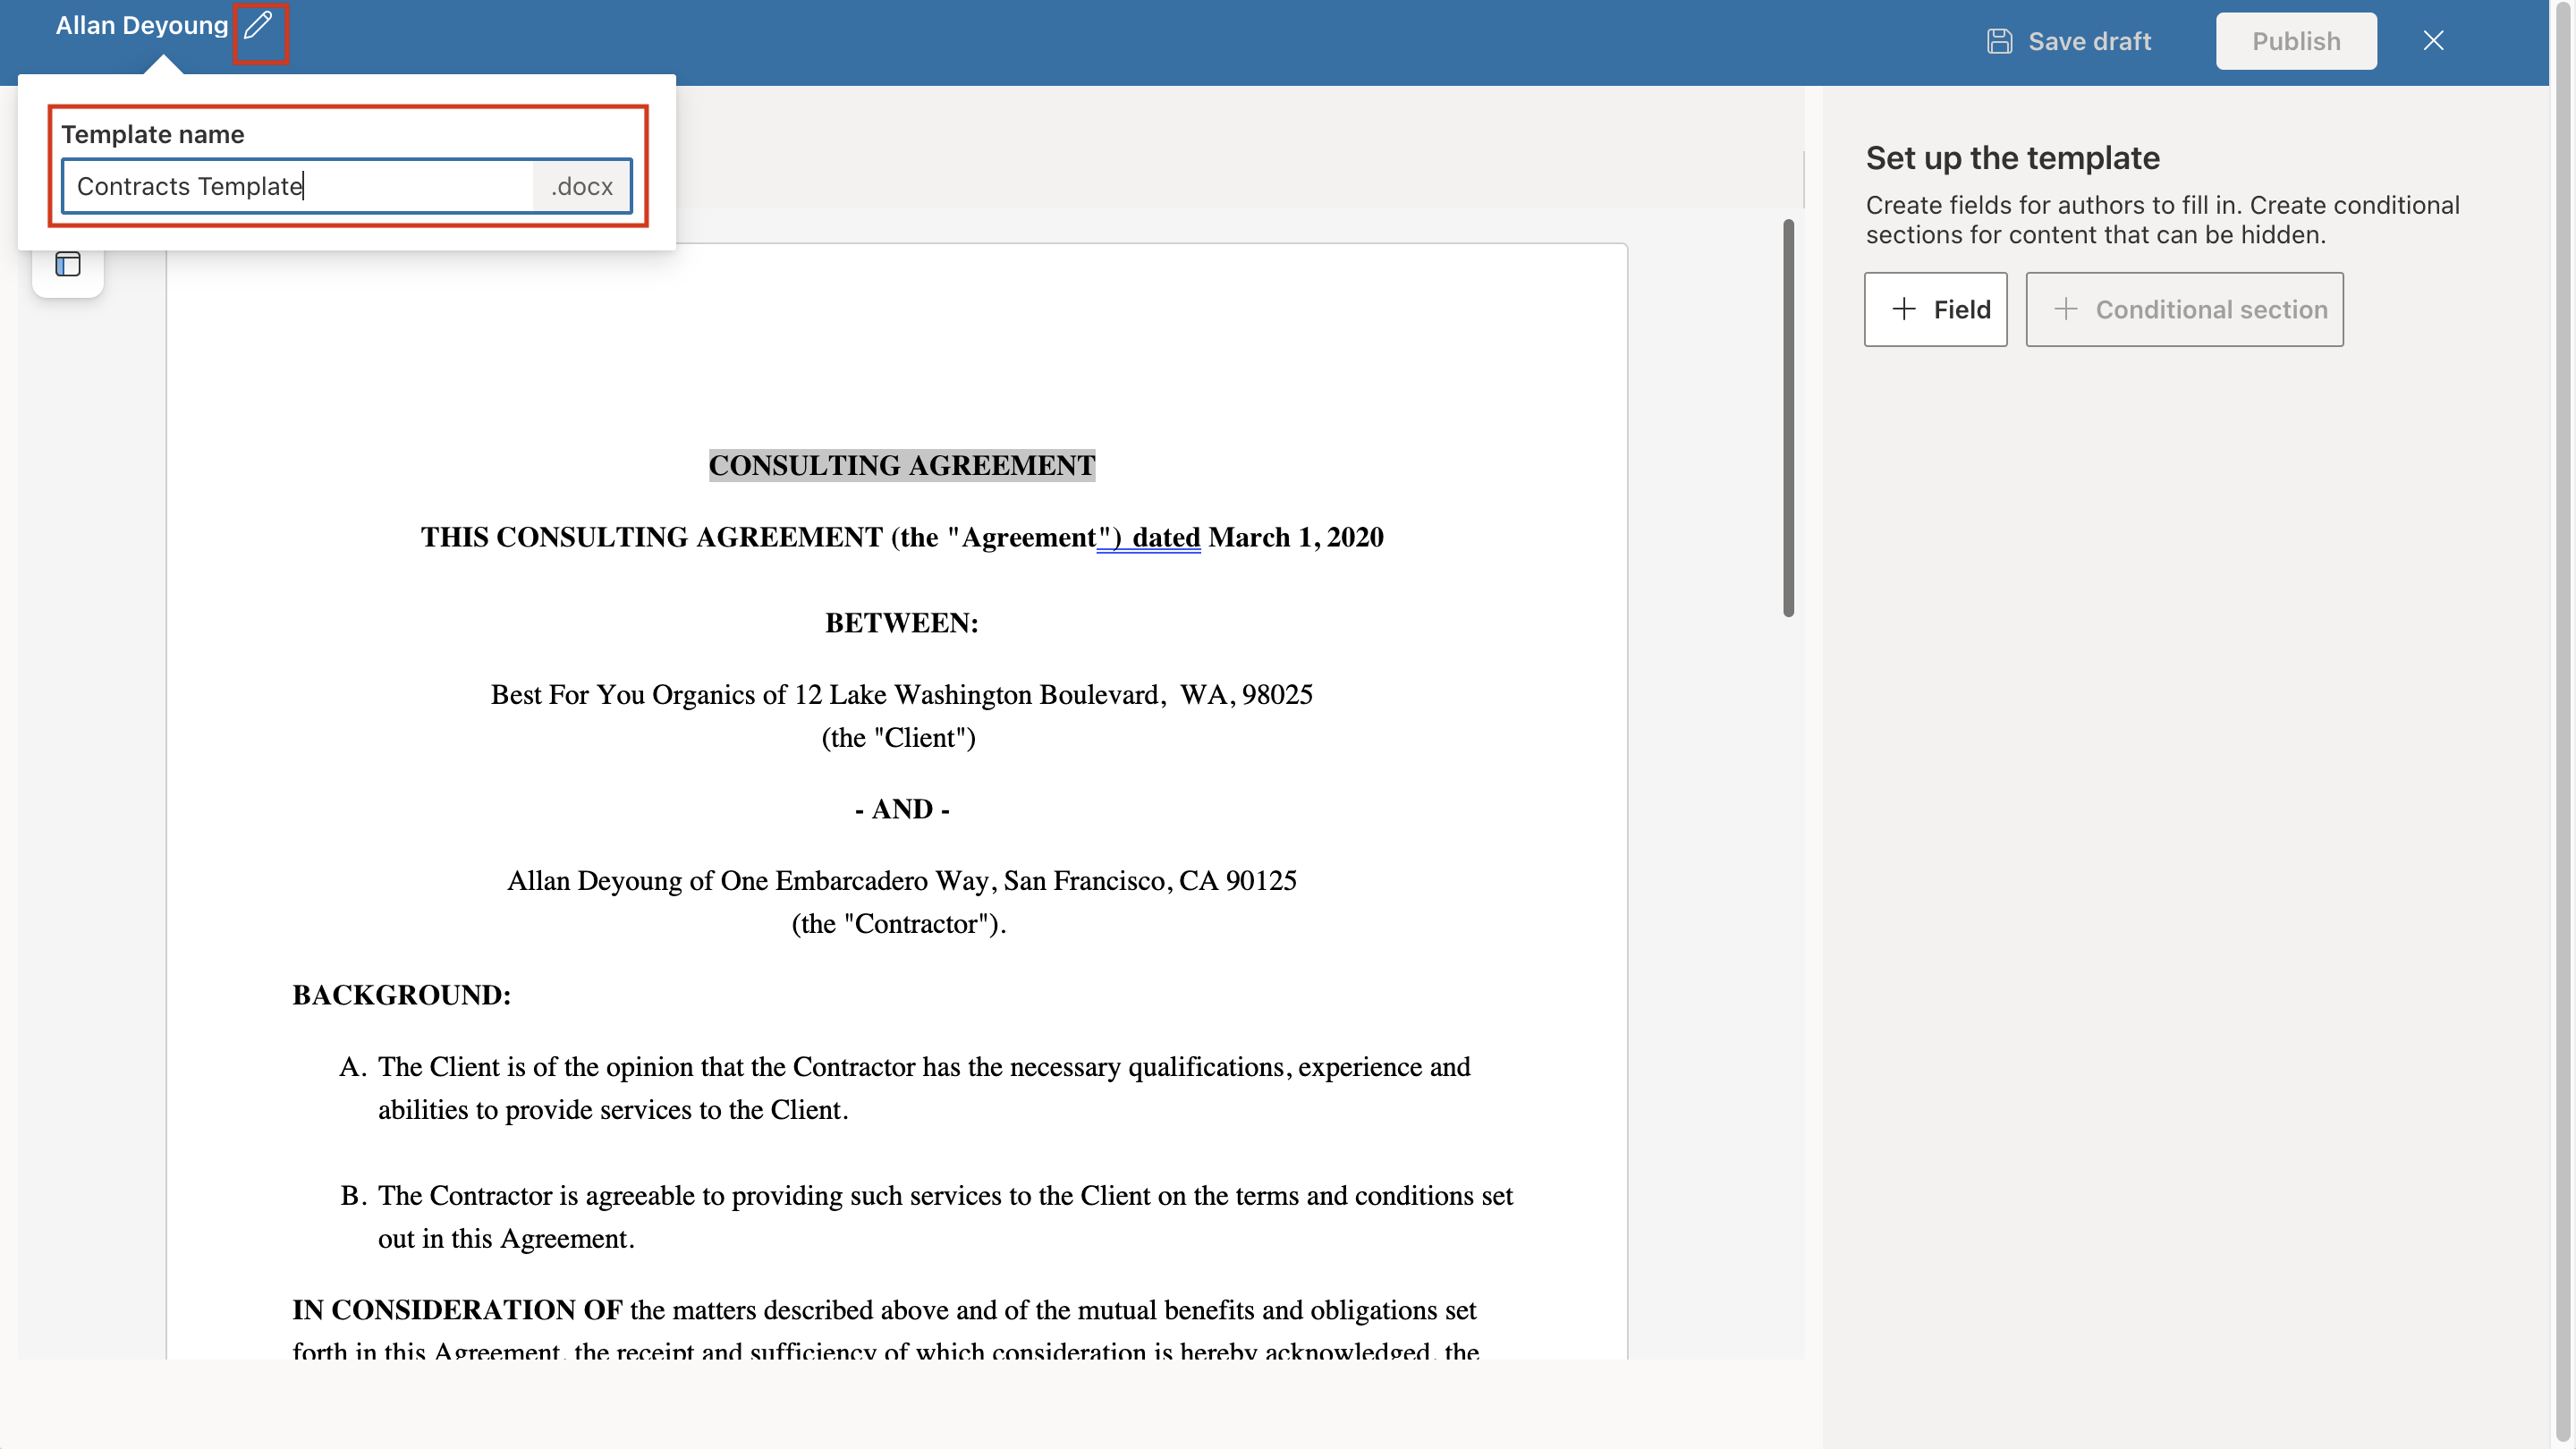 Allan Deyoung
Save draft
Publish
Template name
Contracts Template
.docx
Set up the template
Create fields for authors to fill in. Create conditional
sections for content that can be hidden.
Field
Conditional section
CONSULTING AGREEMENT
THIS CONSULTING AGREEMENT (the "Agreement") dated March 1, 2020
BETWEEN:
Best For You Organics of 12 Lake Washington Boulevard, WA, 98025
(the "Client")
- AND -
Allan Deyoung of One Embarcadero Way, San Francisco, CA 90125
(the "Contractor").
BACKGROUND:
A. The Client is of the opinion that the Contractor has the necessary qualifications, experience and
abilities to provide services to the Client.
B. The Contractor is agreeable to providing such services to the Client on the terms and conditions set
out in this Agreement.
IN CONSIDERATION OF the matters described above and of the mutual benefits and obligations set
forth in this Agreement, the receipt and sufficiency of which consideration is hereby acknowledged, the